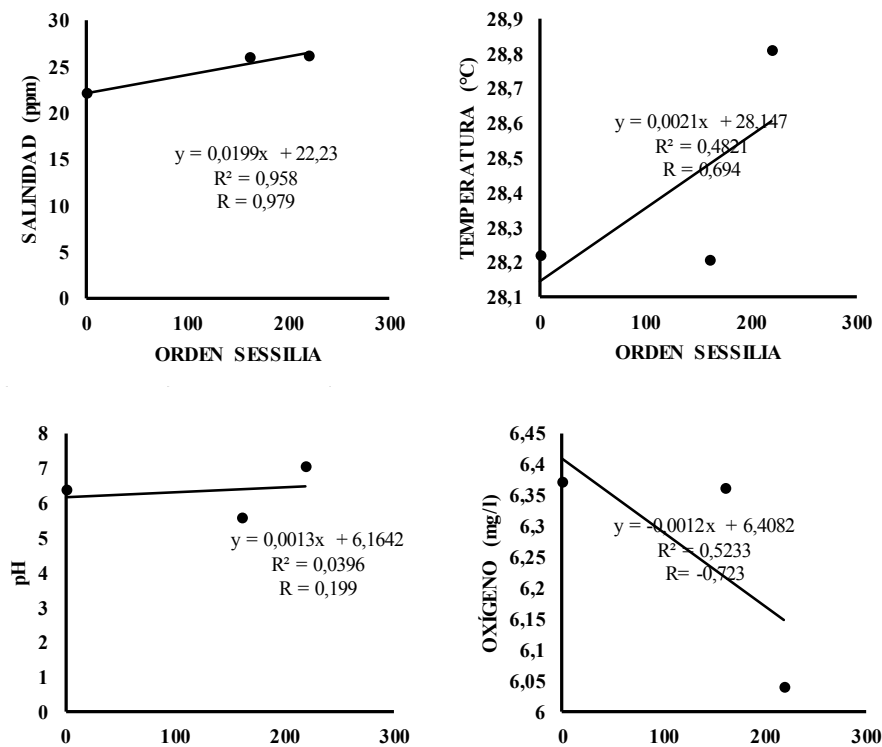 30
25
20
15
10
5
0
SALINIDAD (ppm)
y = 0,0199x + 22,23
R² = 0,958
R = 0,979
0 100 200 300
ORDEN SESSILIA
28,9
28,8
28,7
28,6
28,5
28,4
28,3
28,2
28,1
TEMPERATURA (°C)
y = 0,0021x + 28,147
R² = 0,4821
R = 0,694
0 100 200 300
ORDEN SESSILIA
8
7
6
5
4
3
2
1
0
pH
y = 0,0013x + 6,1642
R² = 0,0396
R = 0,199
0 100 200 300
6,45
6,4
6,35
6,3
6,25
6,2
6,15
6,1
6,05
6
OXÍGENO (mg/l)
y = -0,0012x + 6,4082
R² = 0,5233
R= -0,723
0 100 200 300